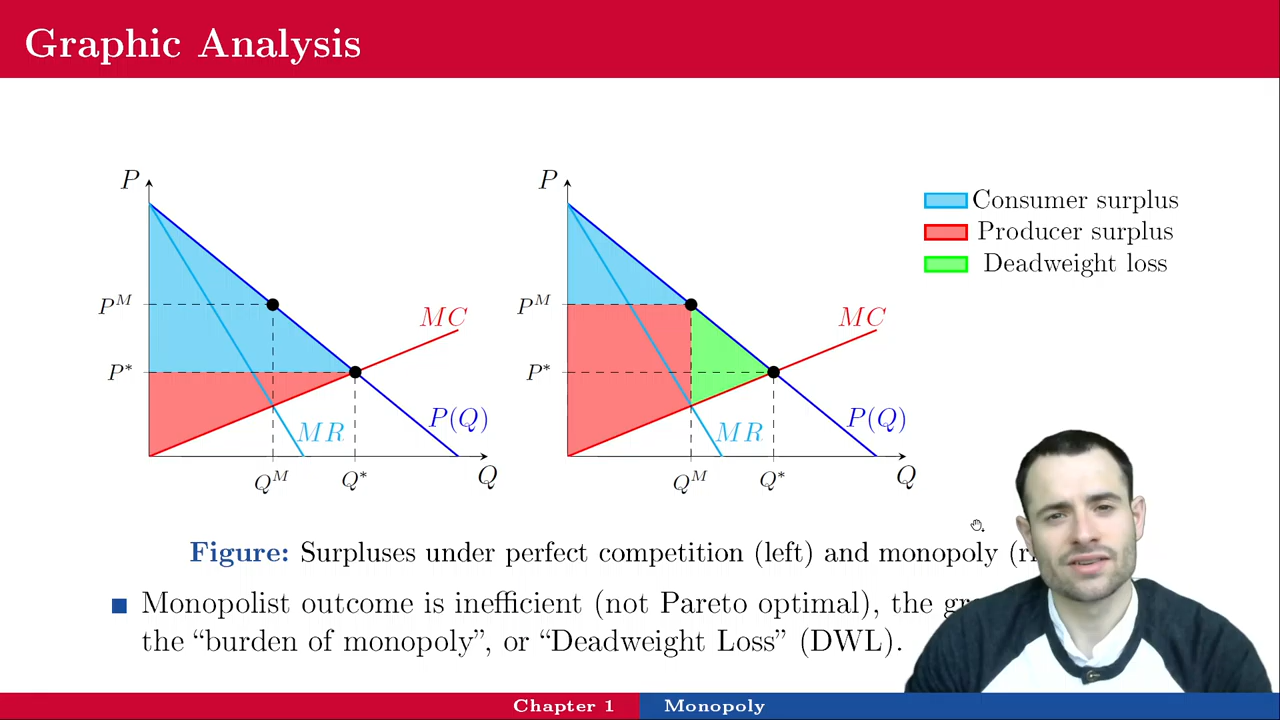 Graphic Analysis
P
P^M
P*
MC
P(Q)
MR
Q^M
Q*
Q
P
P^M
P*
MC
P(Q)
MR
Q^M
Q*
Q
Consumer surplus
Producer surplus
Deadweight loss
Figure: Surpluses under perfect competition (left) and monopoly
Monopolist outcome is inefficient (not Pareto optimal), the
the “burden of monopoly”, or “Deadweight Loss” (DWL).
Chapter 1 Monopoly